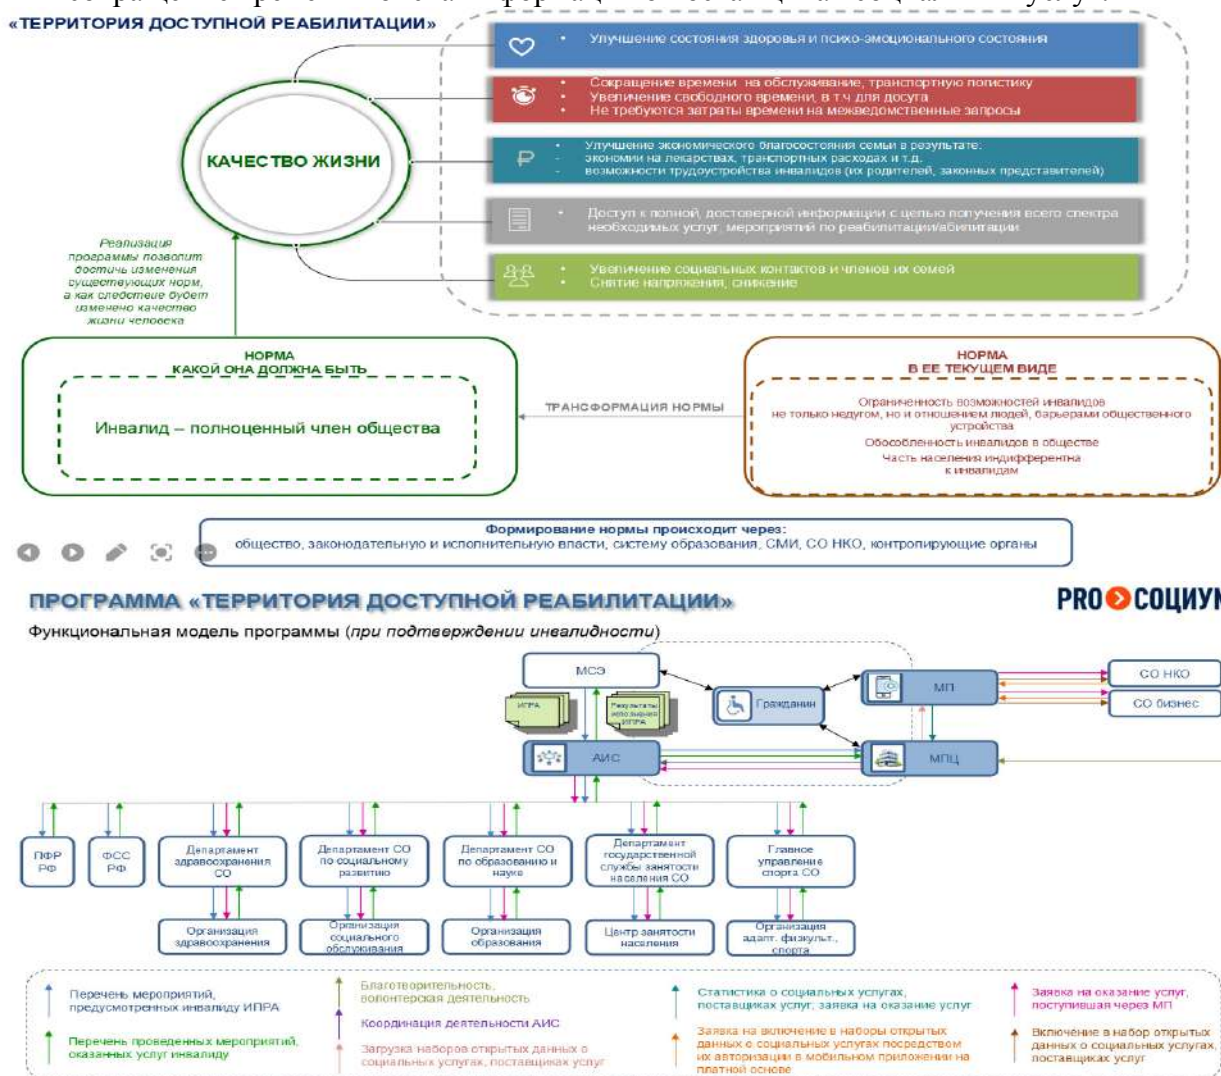 «ТЕРРИТОРИЯ ДОСТУПНОЙ РЕАБИЛИТАЦИИ»
КАЧЕСТВО ЖИЗНИ
• Улучшение состояния здоровья и психо-эмоционального состояния
• Сокращение времени на обслуживание, транспортную логистику
• Увеличение свободного времени, в т.ч для досуга
• Не требуются затраты времени на межведомственные запросы
• Улучшение экономического благосостояния семьи в результате:
- экономии на лекарствах, транспортных расходах и т.д.
- возможности трудоустройства инвалидов (их родителей, законных представителей)
• Доступ к полной, достоверной информации с целью получения всего спектра
необходимых услуг, мероприятий по реабилитации/абилитации
• Увеличение социальных контактов и членов их семей
• Снятие напряжения, снижение
Реализация
программы позволит
достичь изменения
существующих норм,
а как следствие будет
изменено качество
жизни человека
НОРМА
КАКОЙ ОНА ДОЛЖНА БЫТЬ
Инвалид – полноценный член общества
ТРАНСФОРМАЦИЯ НОРМЫ
НОРМА
В ЕЕ ТЕКУЩЕМ ВИДЕ
Ограниченность возможностей инвалидов
не только недугом, но и отношением людей, барьерами общественного
устройства
Обособленность инвалидов в обществе
Часть населения индифферентна
к инвалидам
Формирование нормы происходит через:
общество, законодательную и исполнительную власти, систему образования, СМИ, СО НКО, контролирующие органы
ПРОГРАММА «ТЕРРИТОРИЯ ДОСТУПНОЙ РЕАБИЛИТАЦИИ»
PRO СОЦИУМ
Функциональная модель программы (при подтверждении инвалидности)
МСЭ
ИПРА
Результаты
исполнения
ИПРА
Гражданин
МП
СО НКО
СО бизнес
АИС
МПЦ
ПФР
РФ
ФСС
РФ
Департамент
здравоохранения
СО
Департамент СО
по социальному
развитию
Департамент СО
по образованию и
науке
Департамент
государственной
службы занятости
населения СО
Главное
управление
спорта СО
Организация
здравоохранения
Организация
социального
обслуживания
Организация
образования
Центр занятости
населения
Организация
адапт. физкульт.,
спорта
Перечень мероприятий,
предусмотренных инвалиду ИПРА
Перечень проведенных мероприятий,
оказанных услуг инвалиду
Благотворительность,
волонтерская деятельность
Координация деятельности АИС
Загрузка наборов открытых данных о
социальных услугах, поставщиках услуг
Статистика о социальных услугах,
поставщиках услуг; заявка на оказание услуг
Заявка на включение в наборы открытых
данных о социальных услугах посредством
их авторизации в мобильном приложении на
платной основе
Заявка на оказание услуг,
поступившая через МП
Включение в набор открытых
данных о социальных услугах,
поставщиках услуг